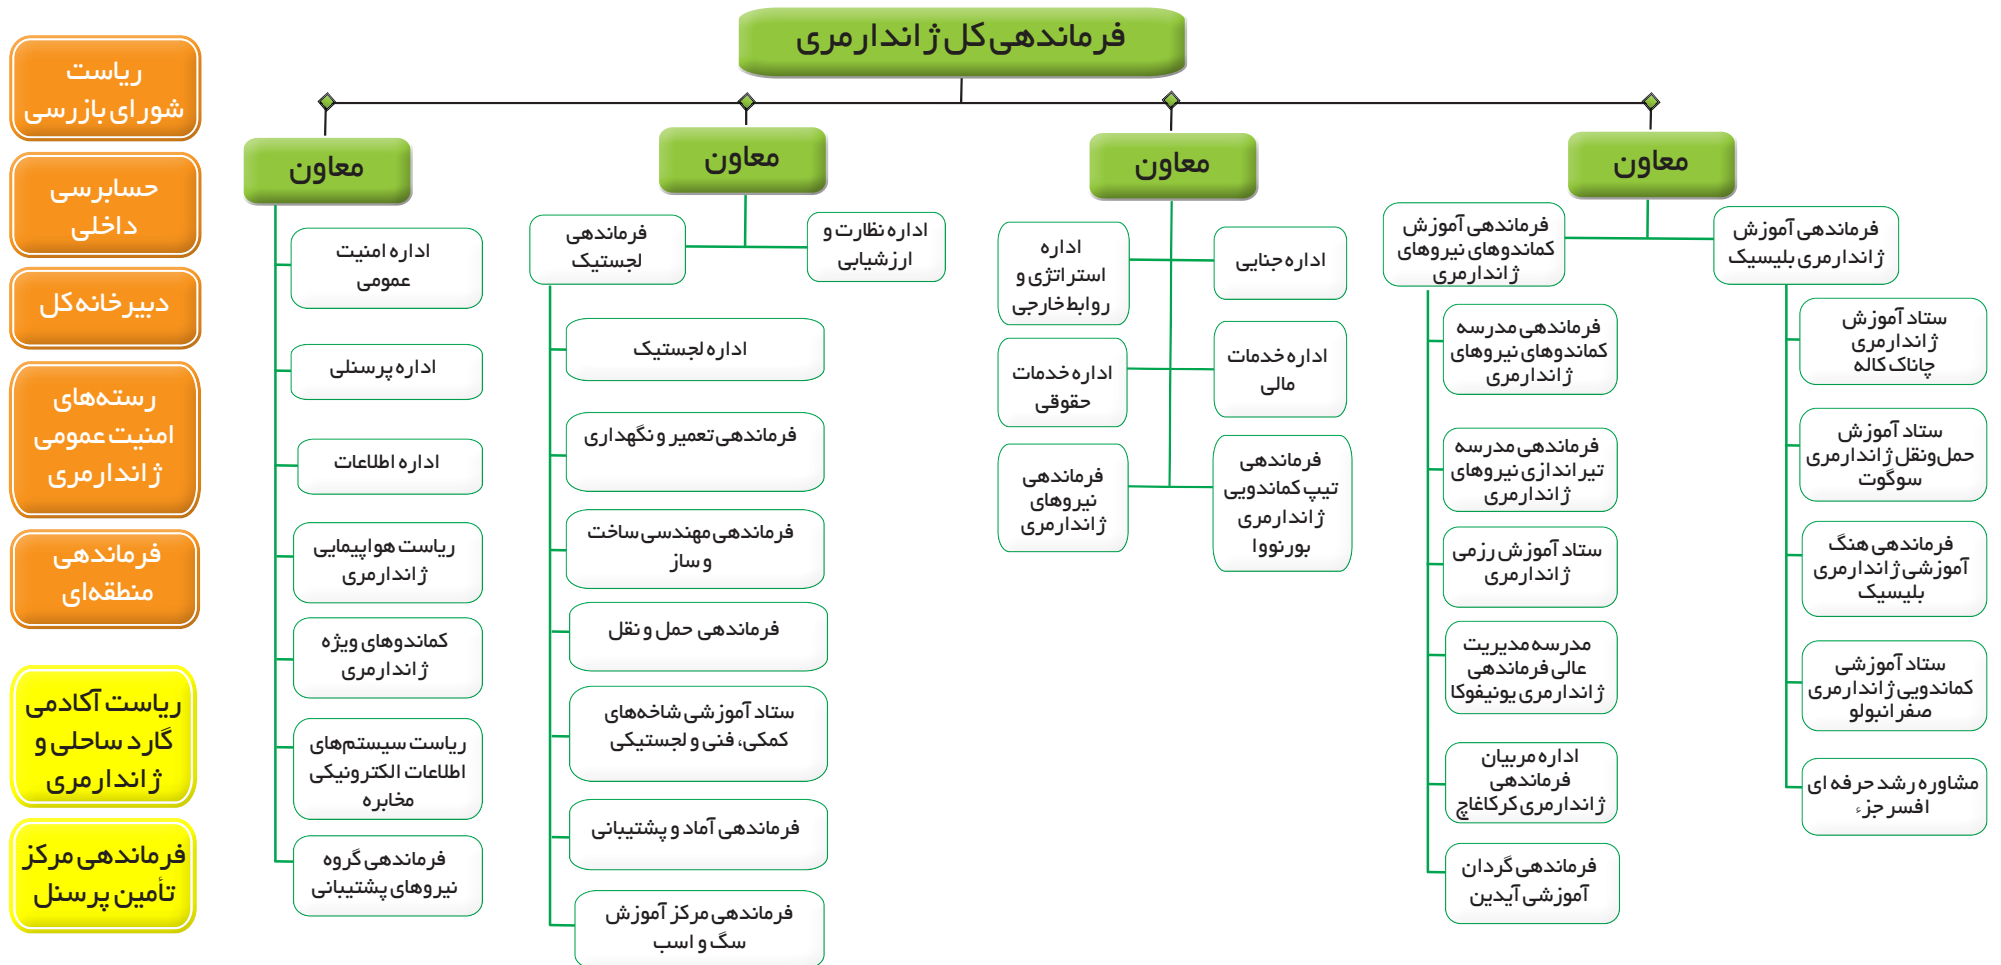 فرماندهی کل ژاندارمری
معاون
فرماندهی آموزش
ژاندارمری بلیسیک
ستاد آموزش
ژاندارمری
چاناک کاله
ستاد آموزش
حمل‌ونقل ژاندارمری
سوگوت
فرماندهی هنگ
آموزشی ژاندارمری
بلیسیک
ستاد آموزشی
کماندویی ژاندارمری
صفرانبولو
مشاوره رشد حرفه ای
افسر جزء
فرماندهی آموزش
کماندوهای نیروهای
ژاندارمری
فرماندهی مدرسه
کماندوهای نیروهای
ژاندارمری
فرماندهی مدرسه
تیراندازی نیروهای
ژاندارمری
ستاد آموزش رزمی
ژاندارمری
مدرسه مدیریت
عالی فرماندهی
ژاندارمری یونیفوکا
اداره مربیان
فرماندهی
ژاندارمری کرکاغاچ
فرماندهی گردان
آموزشی آیدین
معاون
اداره جنایی
اداره
استراتژی و
روابط خارجی
اداره خدمات
مالی
اداره خدمات
حقوقی
فرماندهی
تیپ کماندویی
ژاندارمری
بورنووا
فرماندهی
نیروهای
ژاندارمری
معاون
اداره نظارت و
ارزشیابی
فرماندهی
لجستیک
اداره لجستیک
فرماندهی تعمیر و نگهداری
فرماندهی مهندسی ساخت
و ساز
فرماندهی حمل و نقل
ستاد آموزشی شاخه‌های
کمکی، فنی و لجستیکی
فرماندهی آماد و پشتیبانی
فرماندهی مرکز آموزش
سگ و اسب
معاون
اداره امنیت
عمومی
اداره پرسنلی
اداره اطلاعات
ریاست هواپیمایی
ژاندارمری
کماندوهای ویژه
ژاندارمری
ریاست سیستم‌های
اطلاعات الکترونیکی
مخابره
فرماندهی گروه
نیروهای پشتیبانی
ریاست
شورای بازرسی
حسابرسی
داخلی
دبیرخانه کل
رسته‌های
امنیت عمومی
ژاندارمری
فرماندهی
منطقه‌ای
ریاست آکادمی
گارد ساحلی و
ژاندارمری
فرماندهی مرکز
تأمین پرسنل